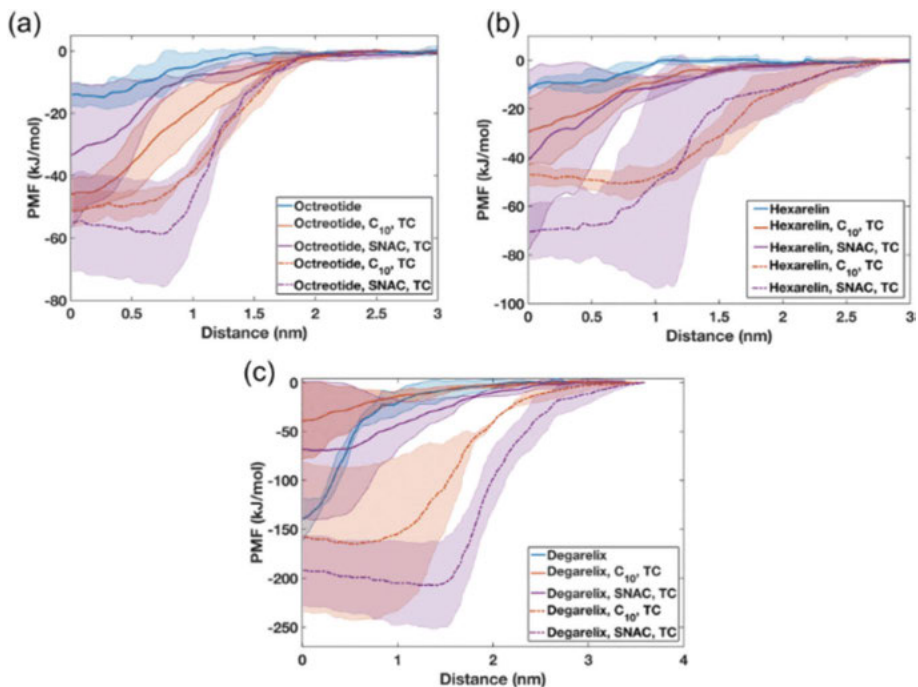 (a)
0
-20
-40
-60
-80
PMF (kJ/mol)
0 0.5 1 1.5 2 2.5 3
Distance (nm)
Octreotide
Octreotide, C10, TC
Octreotide, SNAC, TC
Octreotide, C10, TC
Octreotide, SNAC, TC
(b)
0
-20
-40
-60
-80
-100
PMF (kJ/mol)
0 0.5 1 1.5 2 2.5 3
Distance (nm)
Hexarelin
Hexarelin, C10, TC
Hexarelin, SNAC, TC
Hexarelin, C10, TC
Hexarelin, SNAC, TC
(c)
0
-50
-100
-150
-200
-250
PMF (kJ/mol)
0 1 2 3 4
Distance (nm)
Degarelix
Degarelix, C10, TC
Degarelix, SNAC, TC
Degarelix, C10, TC
Degarelix, SNAC, TC